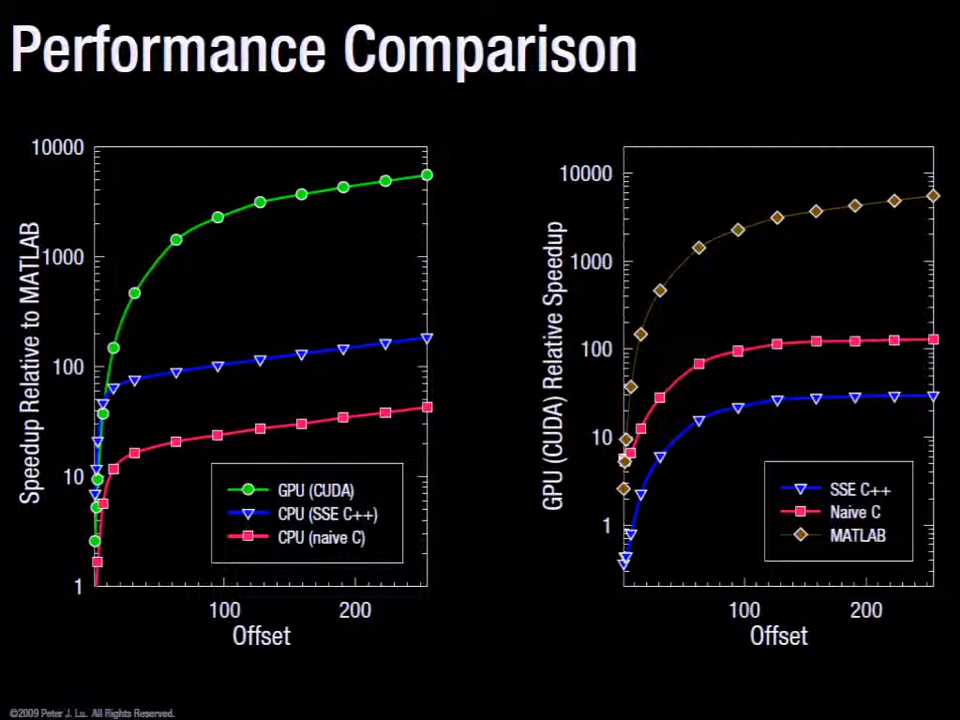 Performance Comparison
10000
1000
100
10
1
Speedup Relative to MATLAB
GPU (CUDA)
CPU (SSE C++)
CPU (naive C)
100 200
Offset
10000
1000
100
10
1
GPU (CUDA) Relative Speedup
SSE C++
Naive C
MATLAB
100 200
Offset
©2009 Peter J. Lu. All Rights Reserved.